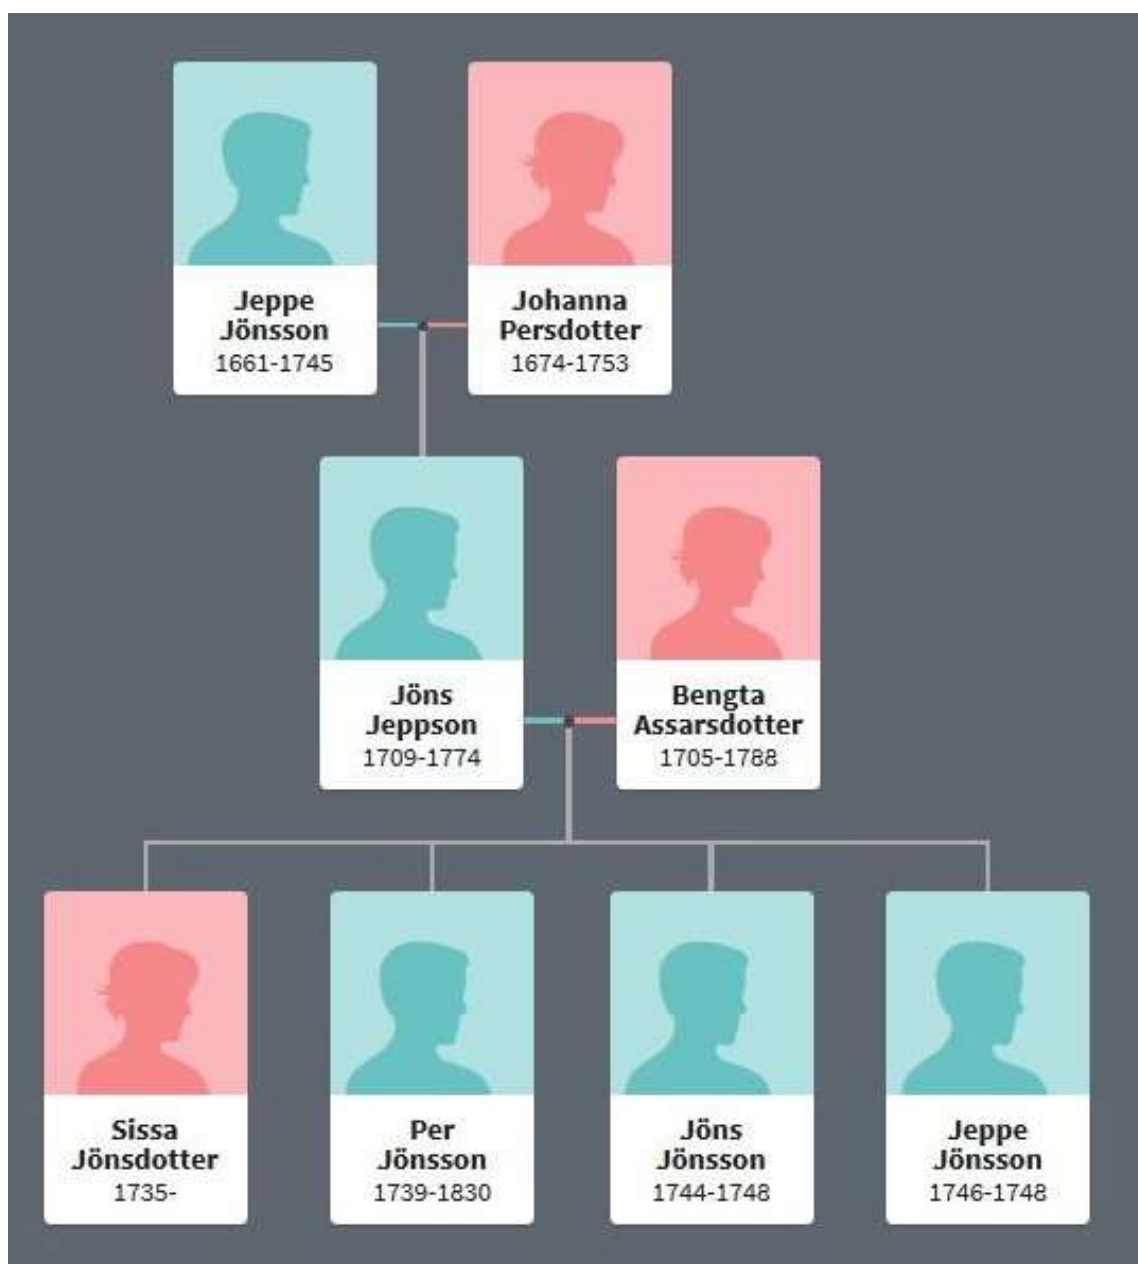 Jeppe
Jönsson
1661-1745
Johanna
Persdotter
1674-1753
Jöns
Jeppson
1709-1774
Bengta
Assarsdotter
1705-1788
Sissa
Jönsdotter
1735-
Per
Jönsson
1739-1830
Jöns
Jönsson
1744-1748
Jeppe
Jönsson
1746-1748